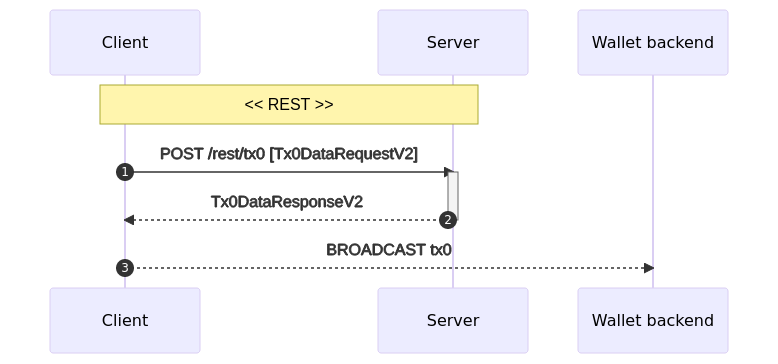 Client
Server
Wallet backend
<< REST >>
POST /rest/tx0 [Tx0DataRequestV2]
1
Tx0DataResponseV2
2
BROADCAST tx0
3
Client
Server
Wallet backend